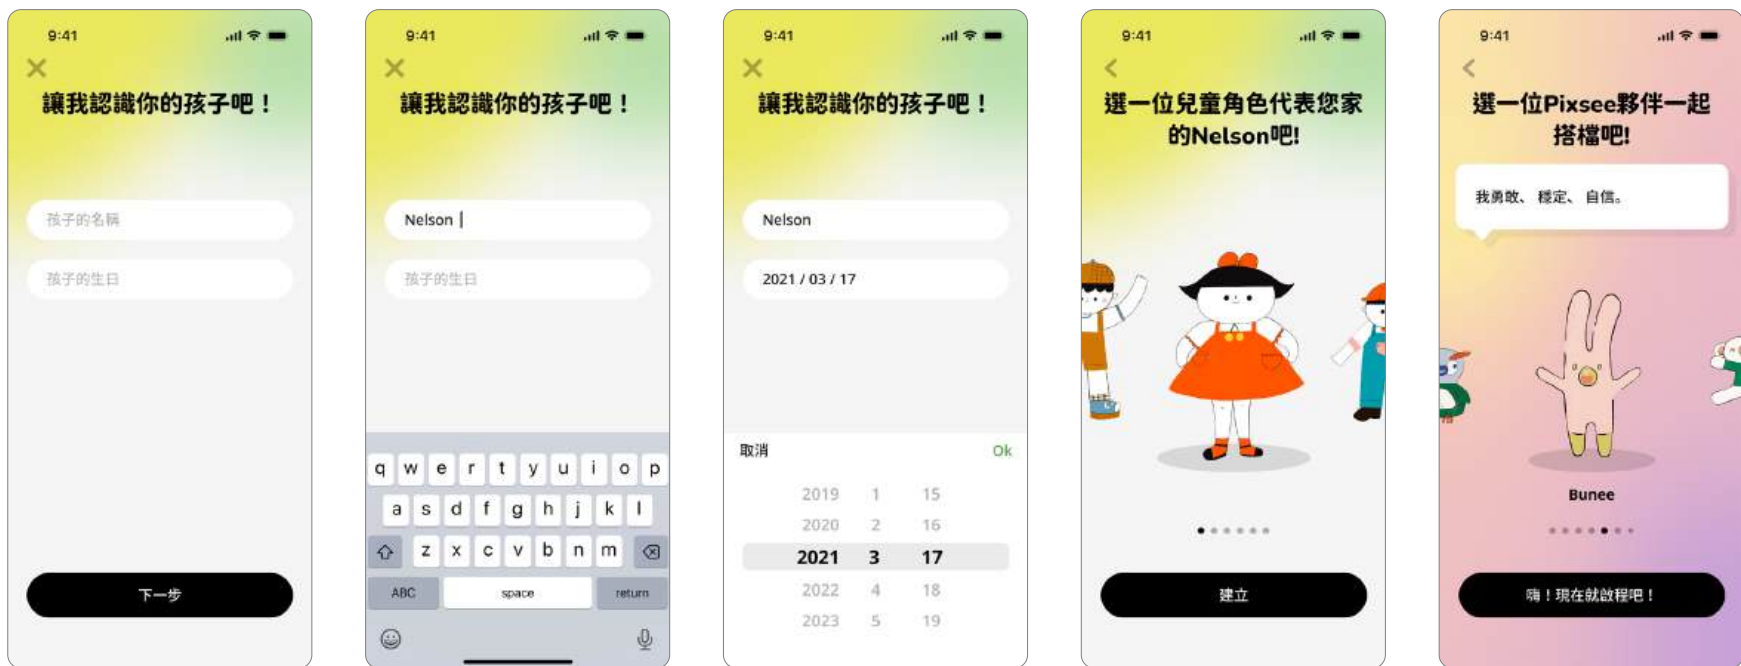 9:41
讓我認識你的孩子吧！
孩子的名稱
孩子的生日
下一步
9:41
讓我認識你的孩子吧！
Nelson
孩子的生日
q w e r t y u i o p
a s d f g h j k l
z x c v b n m
ABC space return
9:41
讓我認識你的孩子吧！
Nelson
2021 / 03 / 17
取消 Ok
2019 1 15
2020 2 16
2021 3 17
2022 4 18
2023 5 19
9:41
選一位兒童角色代表您家
的Nelson吧!
建立
9:41
選一位Pixsee夥伴一起
搭檔吧!
我勇敢、 穩定、 自信。
Bunee
嗨！現在就啟程吧！